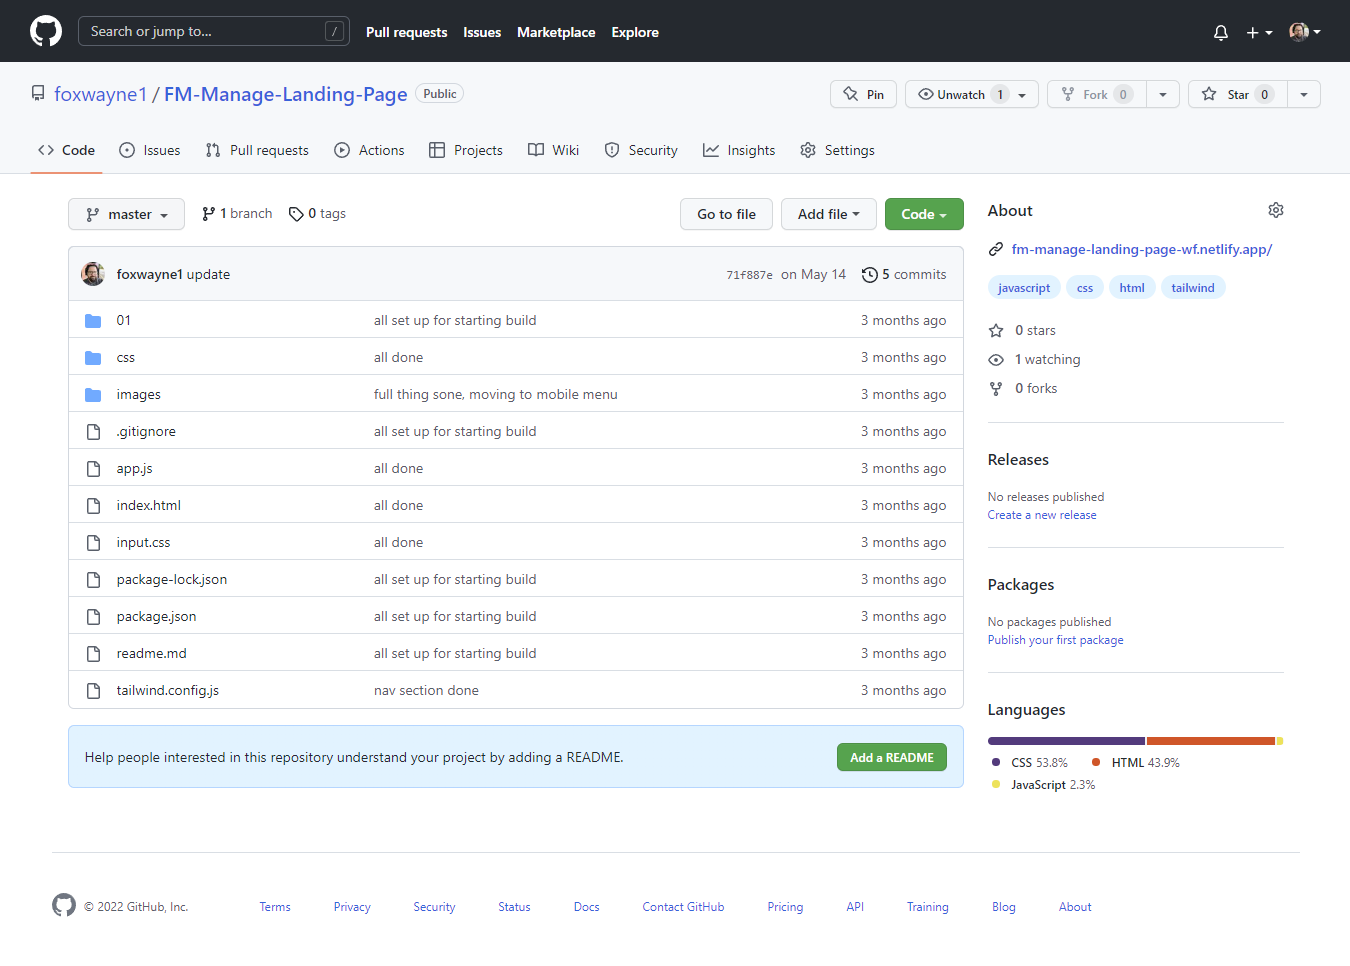 Search or jump to... /
Pull requests Issues Marketplace Explore
foxwayne1 / FM-Manage-Landing-Page Public
Pin Unwatch 1 Fork 0 Star 0
Code Issues Pull requests Actions Projects Wiki Security Insights Settings
master 1 branch 0 tags Go to file Add file Code
foxwayne1 update 71f887e on May 14 5 commits
01 all set up for starting build 3 months ago
css all done 3 months ago
images full thing sone, moving to mobile menu 3 months ago
.gitignore all set up for starting build 3 months ago
app.js all done 3 months ago
index.html all done 3 months ago
input.css all done 3 months ago
package-lock.json all set up for starting build 3 months ago
package.json all set up for starting build 3 months ago
readme.md all set up for starting build 3 months ago
tailwind.config.js nav section done 3 months ago
Help people interested in this repository understand your project by adding a README. Add a README
About
fm-manage-landing-page-wf.netlify.app/
javascript css html tailwind
0 stars
1 watching
0 forks
Releases
No releases published
Create a new release
Packages
No packages published
Publish your first package
Languages
CSS 53.8% HTML 43.9%
JavaScript 2.3%
© 2022 GitHub, Inc. Terms Privacy Security Status Docs Contact GitHub Pricing API Training Blog About